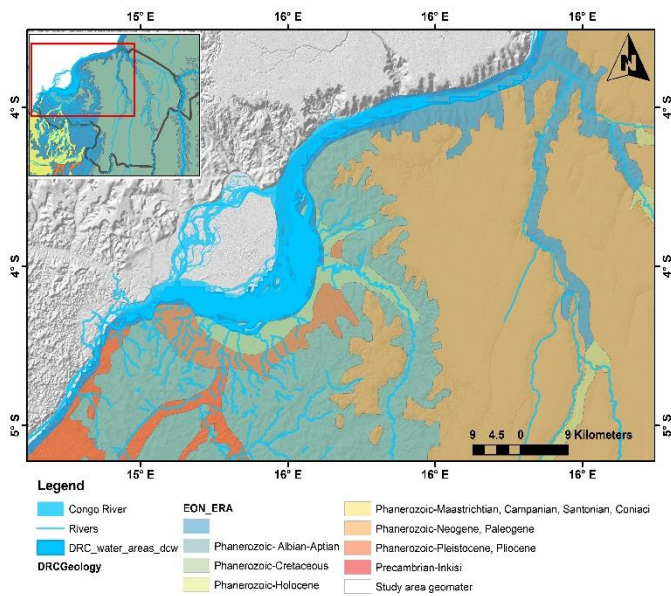 15° E 16° E 16° E 16° E
N
4° S 4° S
4° S 4° S
5° S 5° S
9 4.5 0 9 Kilometers
15° E 16° E 16° E 16° E
Legend
Congo River
Rivers
DRC_water_areas_dcw
DRCGeology
EON_ERA
Phanerozoic- Albian-Aptian
Phanerozoic-Cretaceous
Phanerozoic-Holocene
Phanerozoic-Maastrichtian, Campanian, Santonian, Coniaci
Phanerozoic-Neogene, Paleogene
Phanerozoic-Pleistocene, Pliocene
Precambrian-Inkisi
Study area geomater